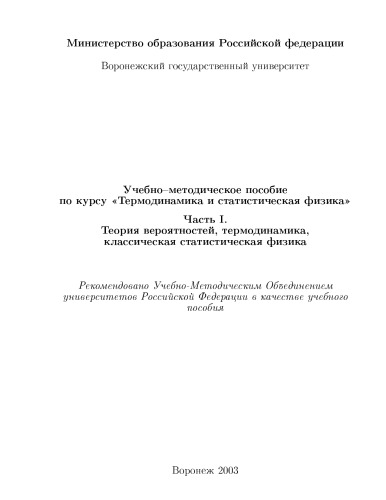 Министерство образования Российской федерации
Воронежский государственный университет
Учебно–методическое пособие
по курсу «Термодинамика и статистическая физика»
Часть I.
Теория вероятностей, термодинамика,
классическая статистическая физика
Рекомендовано Учебно-Методическим Объединением
университетов Российской Федерации в качестве учебного
пособия
Воронеж 2003